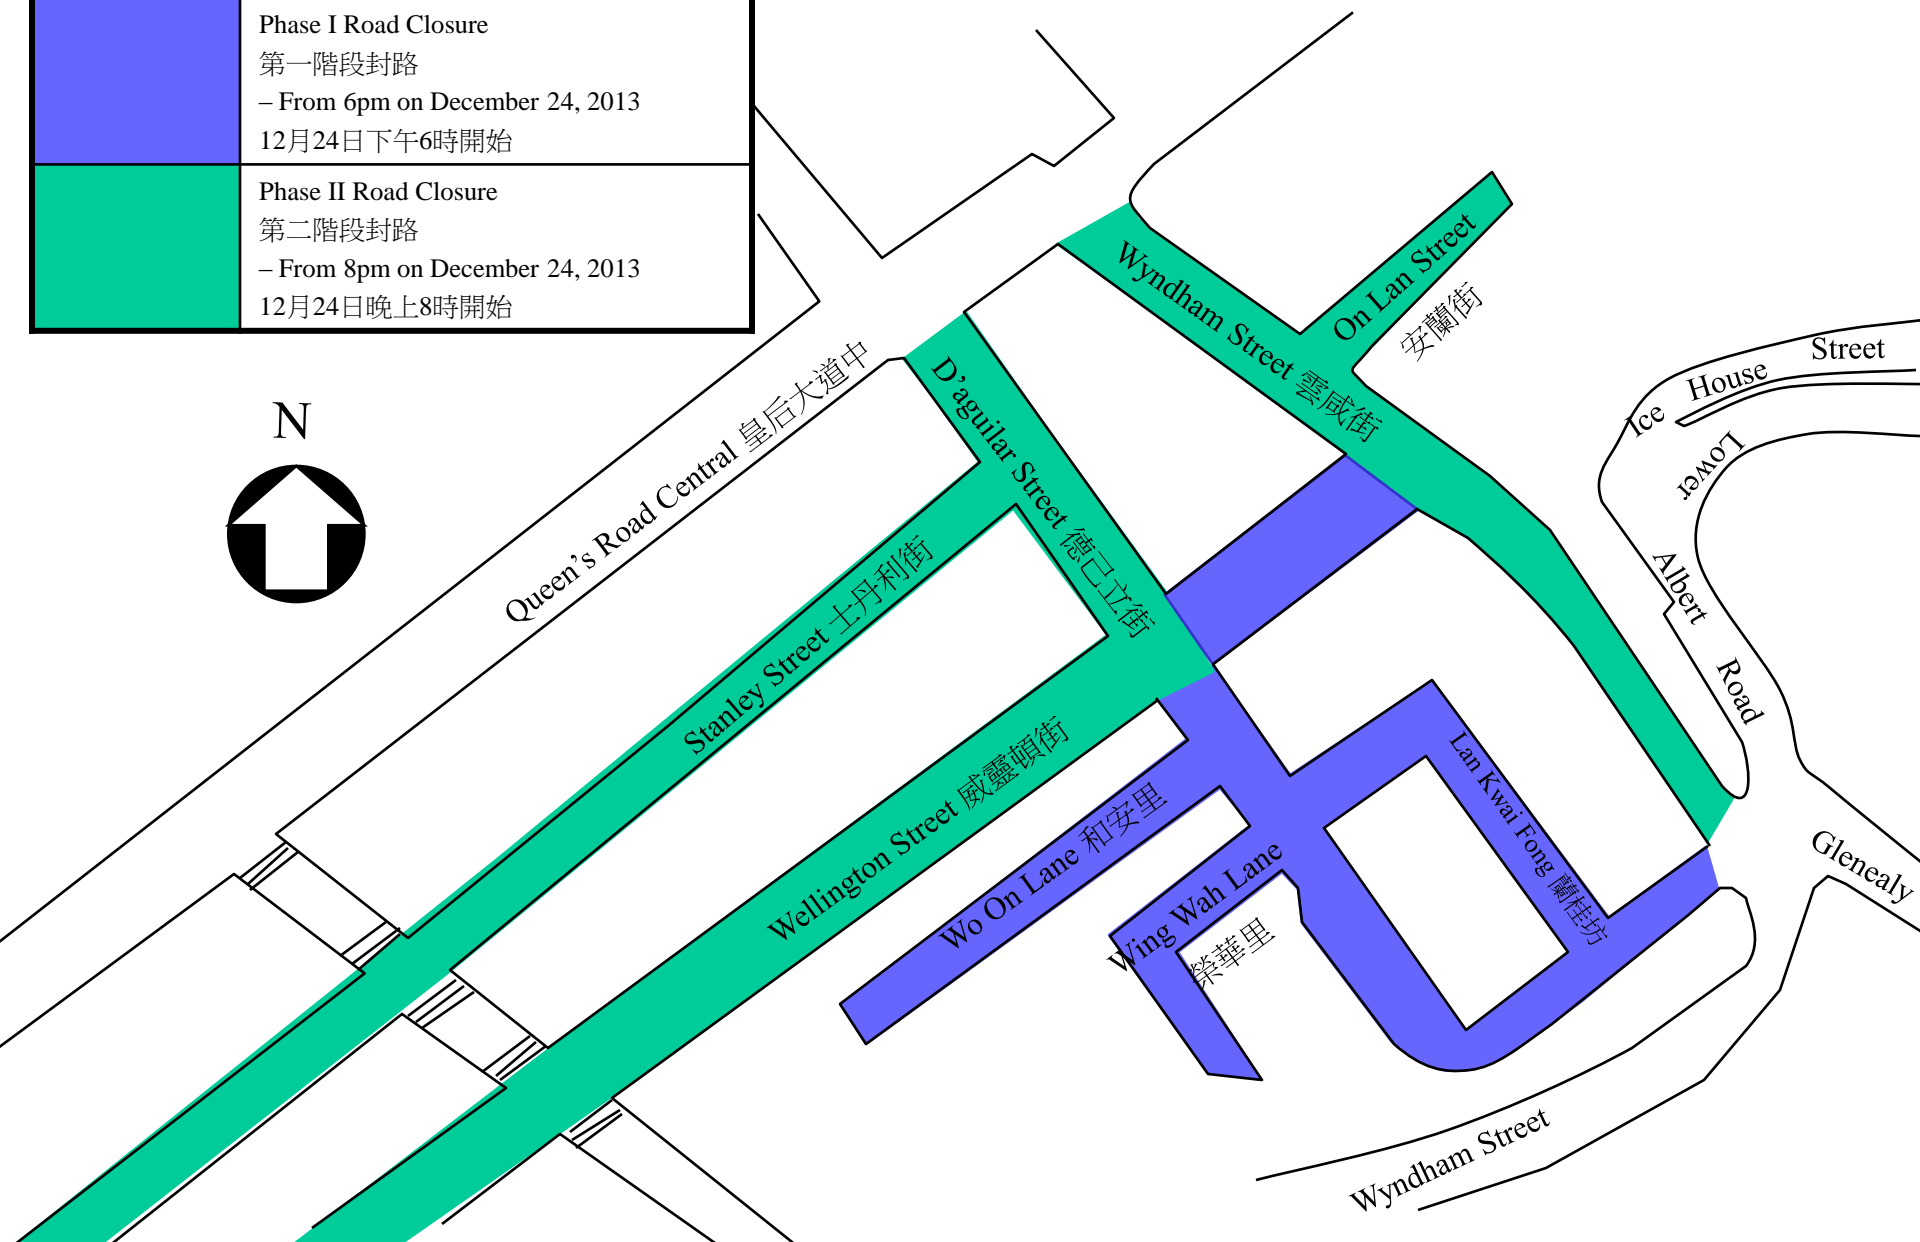 Phase I Road Closure
第一階段封路
– From 6pm on December 24, 2013
12月24日下午6時開始
Phase II Road Closure
第二階段封路
– From 8pm on December 24, 2013
12月24日晚上8時開始
N
Queen’s Road Central 皇后大道中
Stanley Street 士丹利街
Wellington Street 威靈頓街
D’aguilar Street 德己立街
Wyndham Street 雲咸街
On Lan Street
安蘭街
Wo On Lane 和安里
Wing Wah Lane
榮華里
Lan Kwai Fong 蘭桂坊
Ice House Street
Lower Albert Road
Glenealy
Wyndham Street